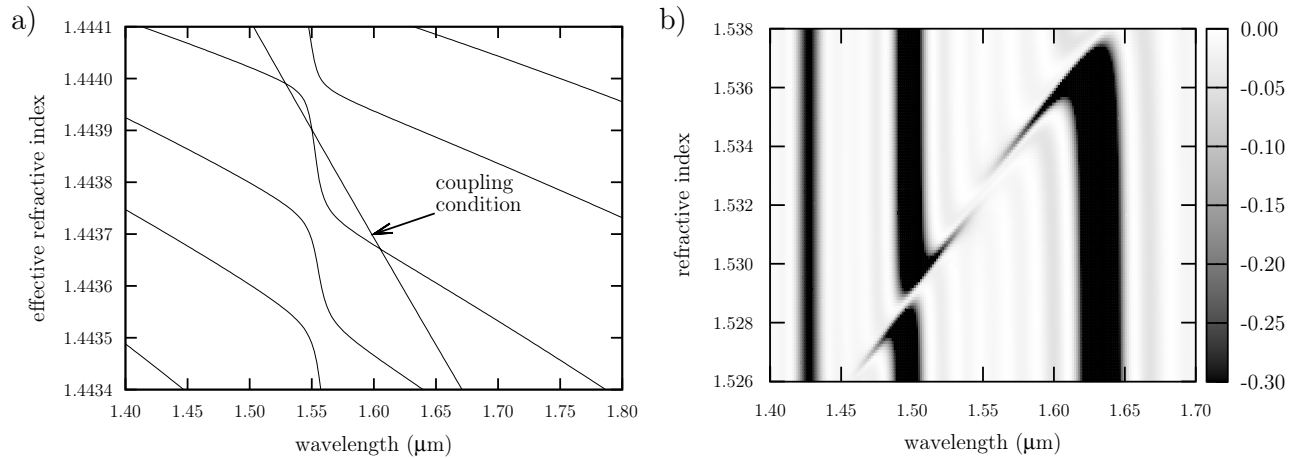 a)
effective refractive index
1.4441
1.4440
1.4439
1.4438
1.4437
1.4436
1.4435
1.4434
coupling
condition
1.40 1.45 1.50 1.55 1.60 1.65 1.70 1.75 1.80
wavelength (μm)
b)
refractive index
1.538
1.536
1.534
1.532
1.530
1.528
1.526
1.40 1.45 1.50 1.55 1.60 1.65 1.70
wavelength (μm)
0.00
-0.05
-0.10
-0.15
-0.20
-0.25
-0.30